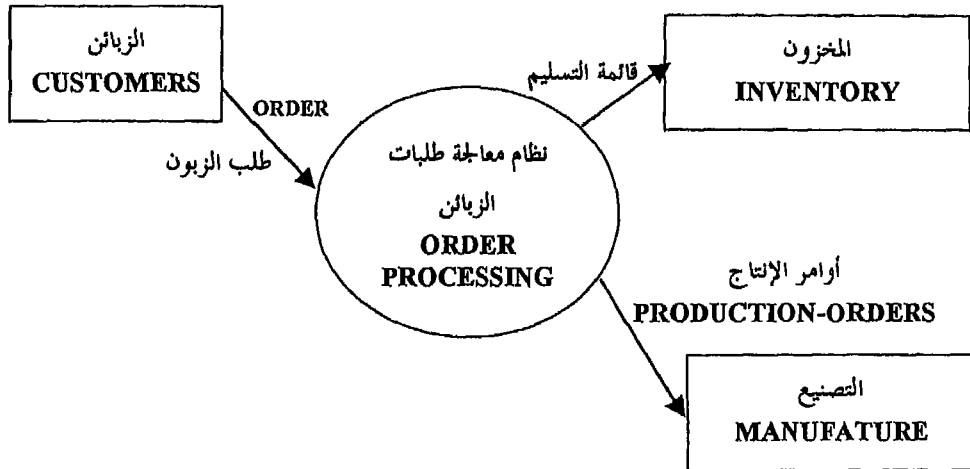 الزبائن
CUSTOMERS
ORDER
طلب الزبون
قائمة التسليم
المخزون
INVENTORY
نظام معالجة طلبات
الزبائن
ORDER
PROCESSING
أوامر الإنتاج
PRODUCTION-ORDERS
التصنيع
MANUFATURE